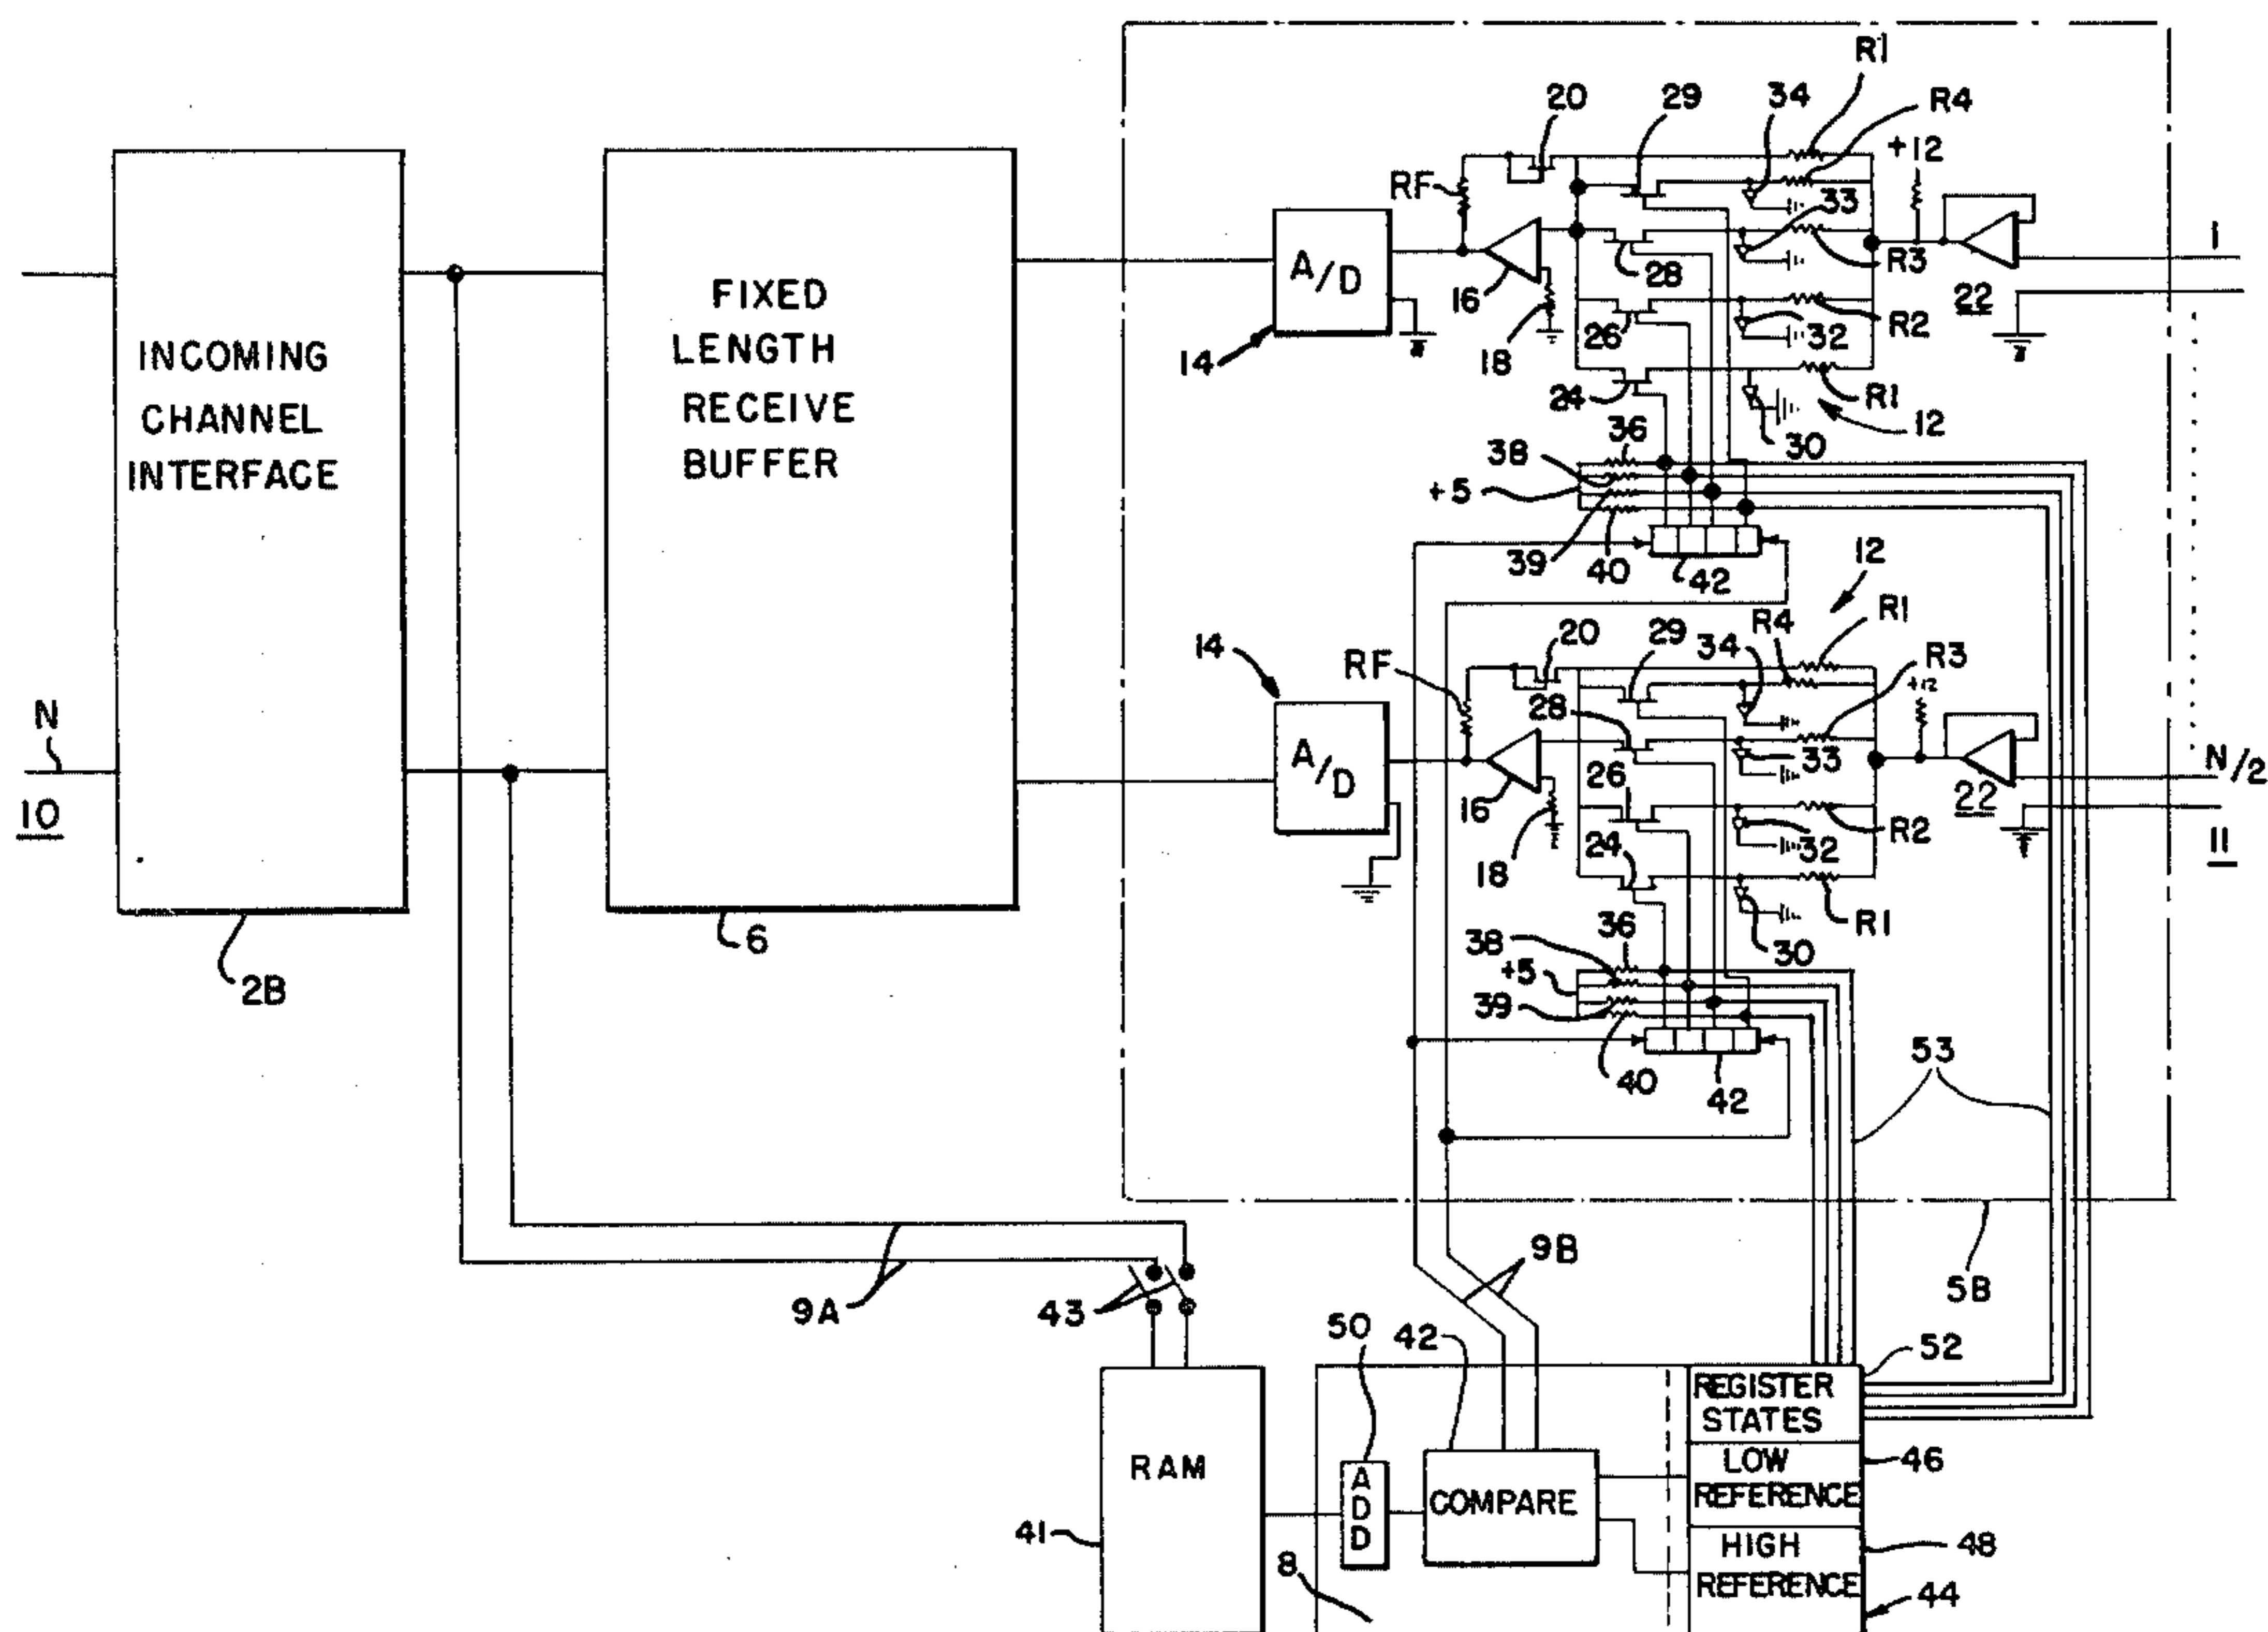 R1
20
29
34
R4
+12
RF
33
1
A/D
R3
28
16
22
26
R2
32
14
18
24
R1
12
30
36
38
+5
39
40
42
INCOMING
CHANNEL
INTERFACE
FIXED
LENGTH
RECEIVE
BUFFER
12
14
20
29
34
R4
R1
RF
R3
+12
28
N
A/D
33
N/2
26
16
22
10
R2
32
11
24
18
R1
36
38
30
2B
6
+5
39
53
40
42
9B
5B
9A
43
50
42
52
REGISTER
STATES
RAM
A
D
D
COMPARE
LOW
REFERENCE
46
41
HIGH
REFERENCE
48
8
44